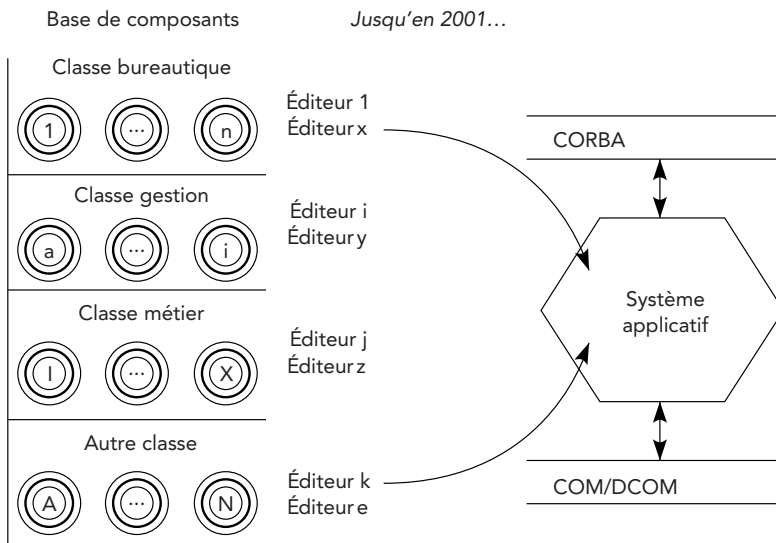 Base de composants
Jusqu'en 2001…
Classe bureautique
1 ... n
Éditeur 1
Éditeur x
Classe gestion
a ... i
Éditeur i
Éditeur y
Classe métier
I ... X
Éditeur j
Éditeur z
Autre classe
A ... N
Éditeur k
Éditeur e
CORBA
Système
applicatif
COM/DCOM